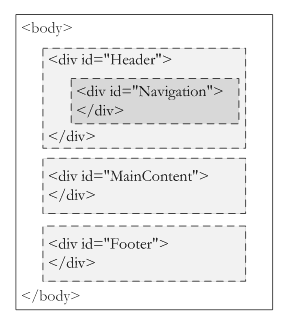 <body>
<div id="Header">
<div id="Navigation">
</div>
</div>
<div id="MainContent">
</div>
<div id="Footer">
</div>
</body>